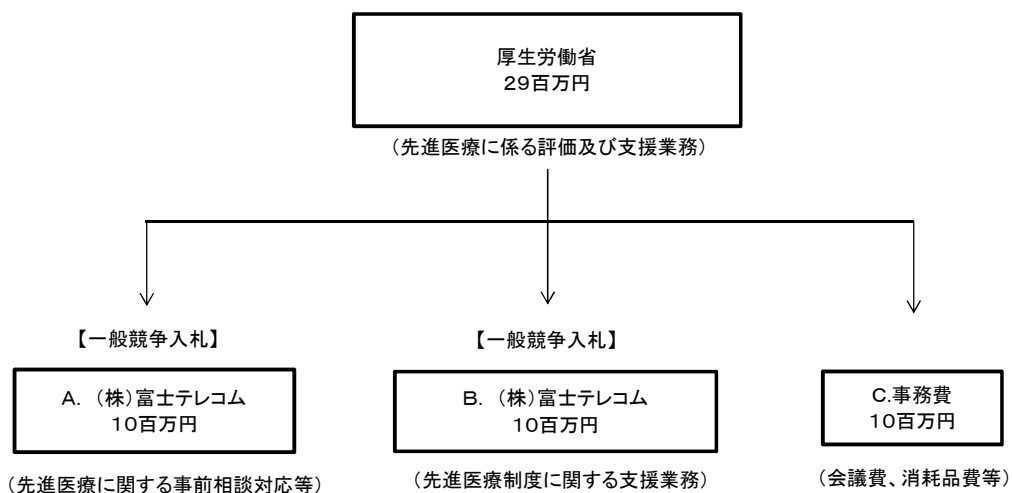 厚生労働省
29百万円
（先進医療に係る評価及び支援業務）
【一般競争入札】
【一般競争入札】
A. （株）富士テレコム
10百万円
B. （株）富士テレコム
10百万円
C.事務費
10百万円
（先進医療に関する事前相談対応等）
（先進医療制度に関する支援業務）
（会議費、消耗品費等）